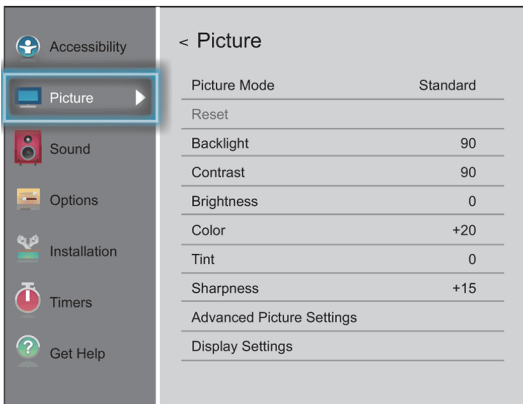 Accessibility
Picture
Sound
Options
Installation
Timers
Get Help
< Picture
Picture Mode Standard
Reset
Backlight 90
Contrast 90
Brightness 0
Color +20
Tint 0
Sharpness +15
Advanced Picture Settings
Display Settings